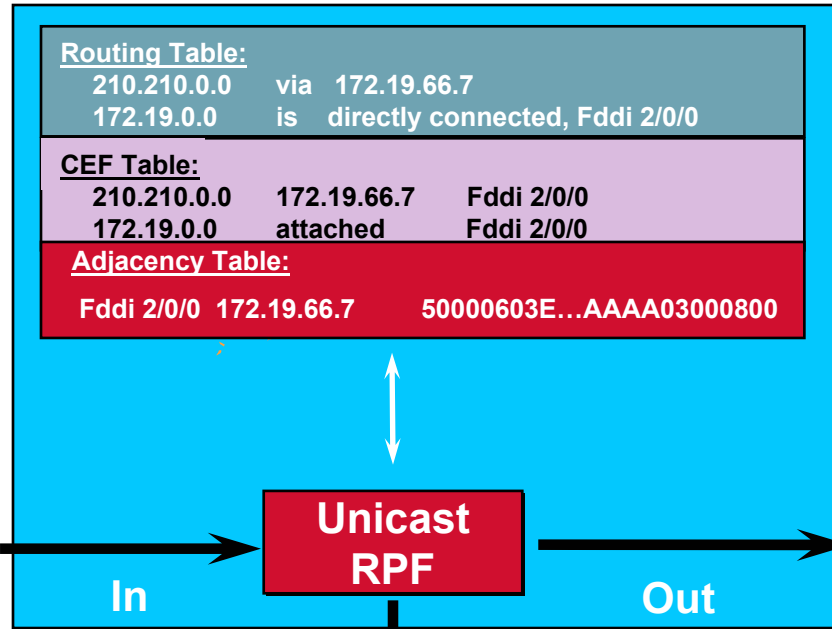 Routing Table:
210.210.0.0 via 172.19.66.7
172.19.0.0 is directly connected, Fddi 2/0/0
CEF Table:
210.210.0.0 172.19.66.7 Fddi 2/0/0
172.19.0.0 attached Fddi 2/0/0
Adjacency Table:
Fddi 2/0/0 172.19.66.7 50000603E…AAAA03000800
Unicast
RPF
In
Out